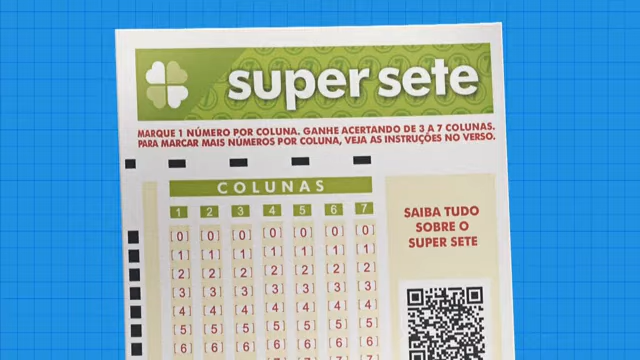 super sete
MARQUE 1 NÚMERO POR COLUNA. GANHE ACERTANDO DE 3 A 7 COLUNAS.
PARA MARCAR MAIS NÚMEROS POR COLUNA, VEJA AS INSTRUÇÕES NO VERSO.
COLUNAS
1 2 3 4 5 6 7
[0] [0] [0] [0] [0] [0] [0]
[1] [1] [1] [1] [1] [1] [1]
[2] [2] [2] [2] [2] [2] [2]
[3] [3] [3] [3] [3] [3] [3]
[4] [4] [4] [4] [4] [4] [4]
[5] [5] [5] [5] [5] [5] [5]
[6] [6] [6] [6] [6] [6] [6]
SAIBA TUDO
SOBRE O
SUPER SETE